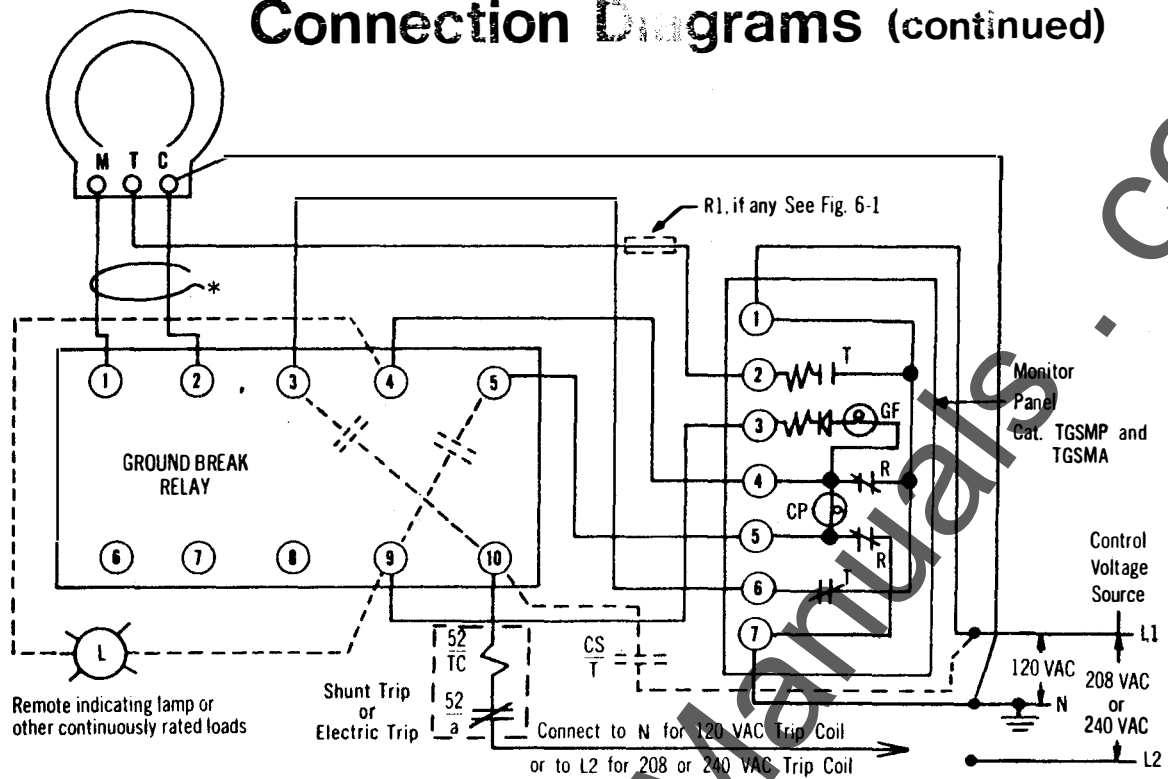 Connection Diagrams (continued)
M T C
R1, if any See Fig. 6-1
*
1 2 3 4 5
GROUND BREAK
RELAY
6 7 8 9 10
1
2 T
3 GF
4 R
CP
5 R
6 T
7
Monitor
Panel
Cat. TGSMP and
TGSMA
Control
Voltage
Source
L1
120 VAC
N
208 VAC
or
240 VAC
L2
L
Remote indicating lamp or
other continuously rated loads
Shunt Trip
or
Electric Trip
52
TC
52
a
CS
T
Connect to N for 120 VAC Trip Coil
or to L2 for 208 or 240 VAC Trip Coil
Manuals . co